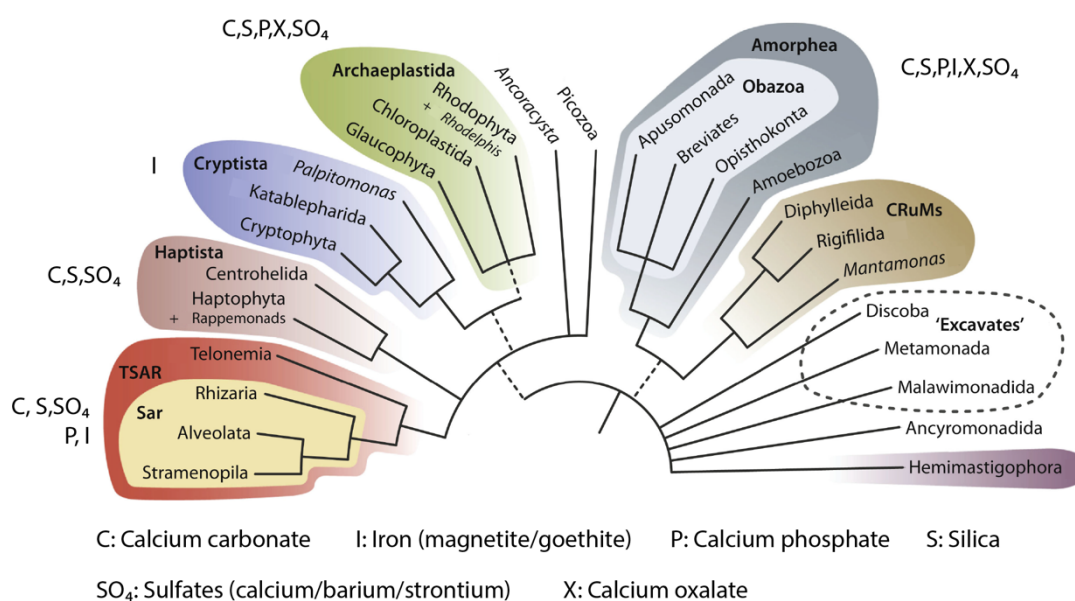 C,S,P,X,SO₄
Archaeplastida
Rhodophyta
+ Rhodelphis
Chloroplastida
Glaucophyta
Ancoracysta
Picozoa
Amorphea
Obazoa
Apusomonada
Breviates
Opisthokonta
Amoebozoa
C,S,P,I,X,SO₄
I
Cryptista
Palpitomonas
Katablepharida
Cryptophyta
Diphylleida
CRuMs
Rigifilida
Mantamonas
C,S,SO₄
Haptista
Centrohelida
Haptophyta
+ Rappemonads
Discoba
'Excavates'
Metamonada
Malawimonadida
Ancyromonadida
Hemimastigophora
C, S,SO₄
P, I
TSAR
Telonemia
Sar
Rhizaria
Alveolata
Stramenopila
C: Calcium carbonate I: Iron (magnetite/goethite) P: Calcium phosphate S: Silica
SO₄: Sulfates (calcium/barium/strontium) X: Calcium oxalate